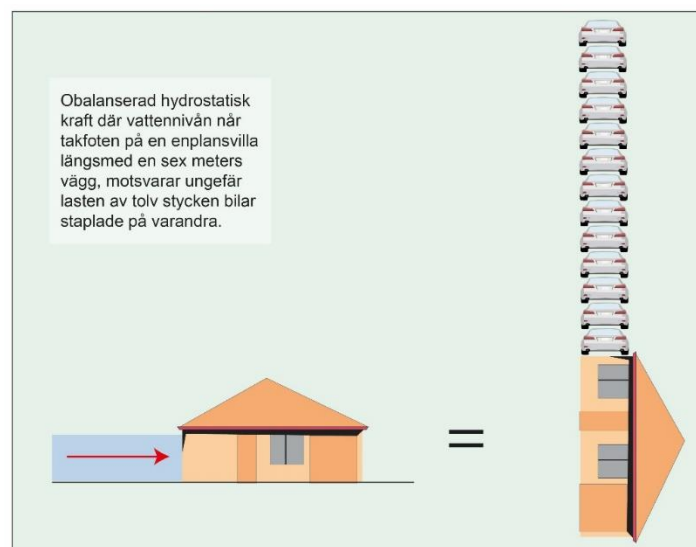 Obalanserad hydrostatisk
kraft där vattennivån når
takfoten på en enplansvilla
längsmed en sex meters
vägg, motsvarar ungefär
lasten av tolv stycken bilar
staplade på varandra.
=